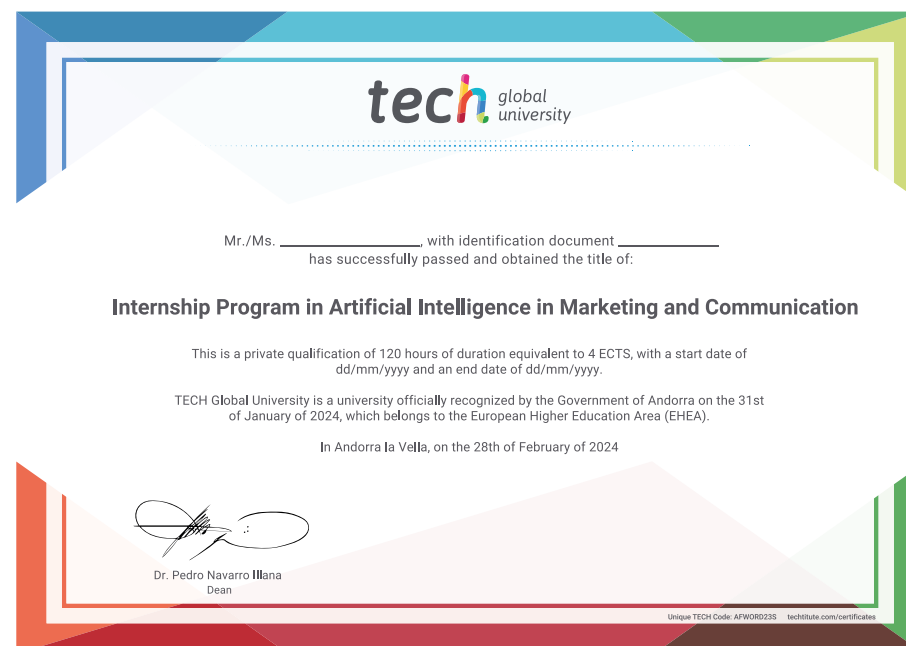 tech global
university
Mr./Ms. ____________________, with identification document ______________
has successfully passed and obtained the title of:
Internship Program in Artificial Intelligence in Marketing and Communication
This is a private qualification of 120 hours of duration equivalent to 4 ECTS, with a start date of
dd/mm/yyyy and an end date of dd/mm/yyyy.
TECH Global University is a university officially recognized by the Government of Andorra on the 31st
of January of 2024, which belongs to the European Higher Education Area (EHEA).
In Andorra la Vella, on the 28th of February of 2024
Dr. Pedro Navarro Illana
Dean
Unique TECH Code: AFWORD23S techtitute.com/certificates